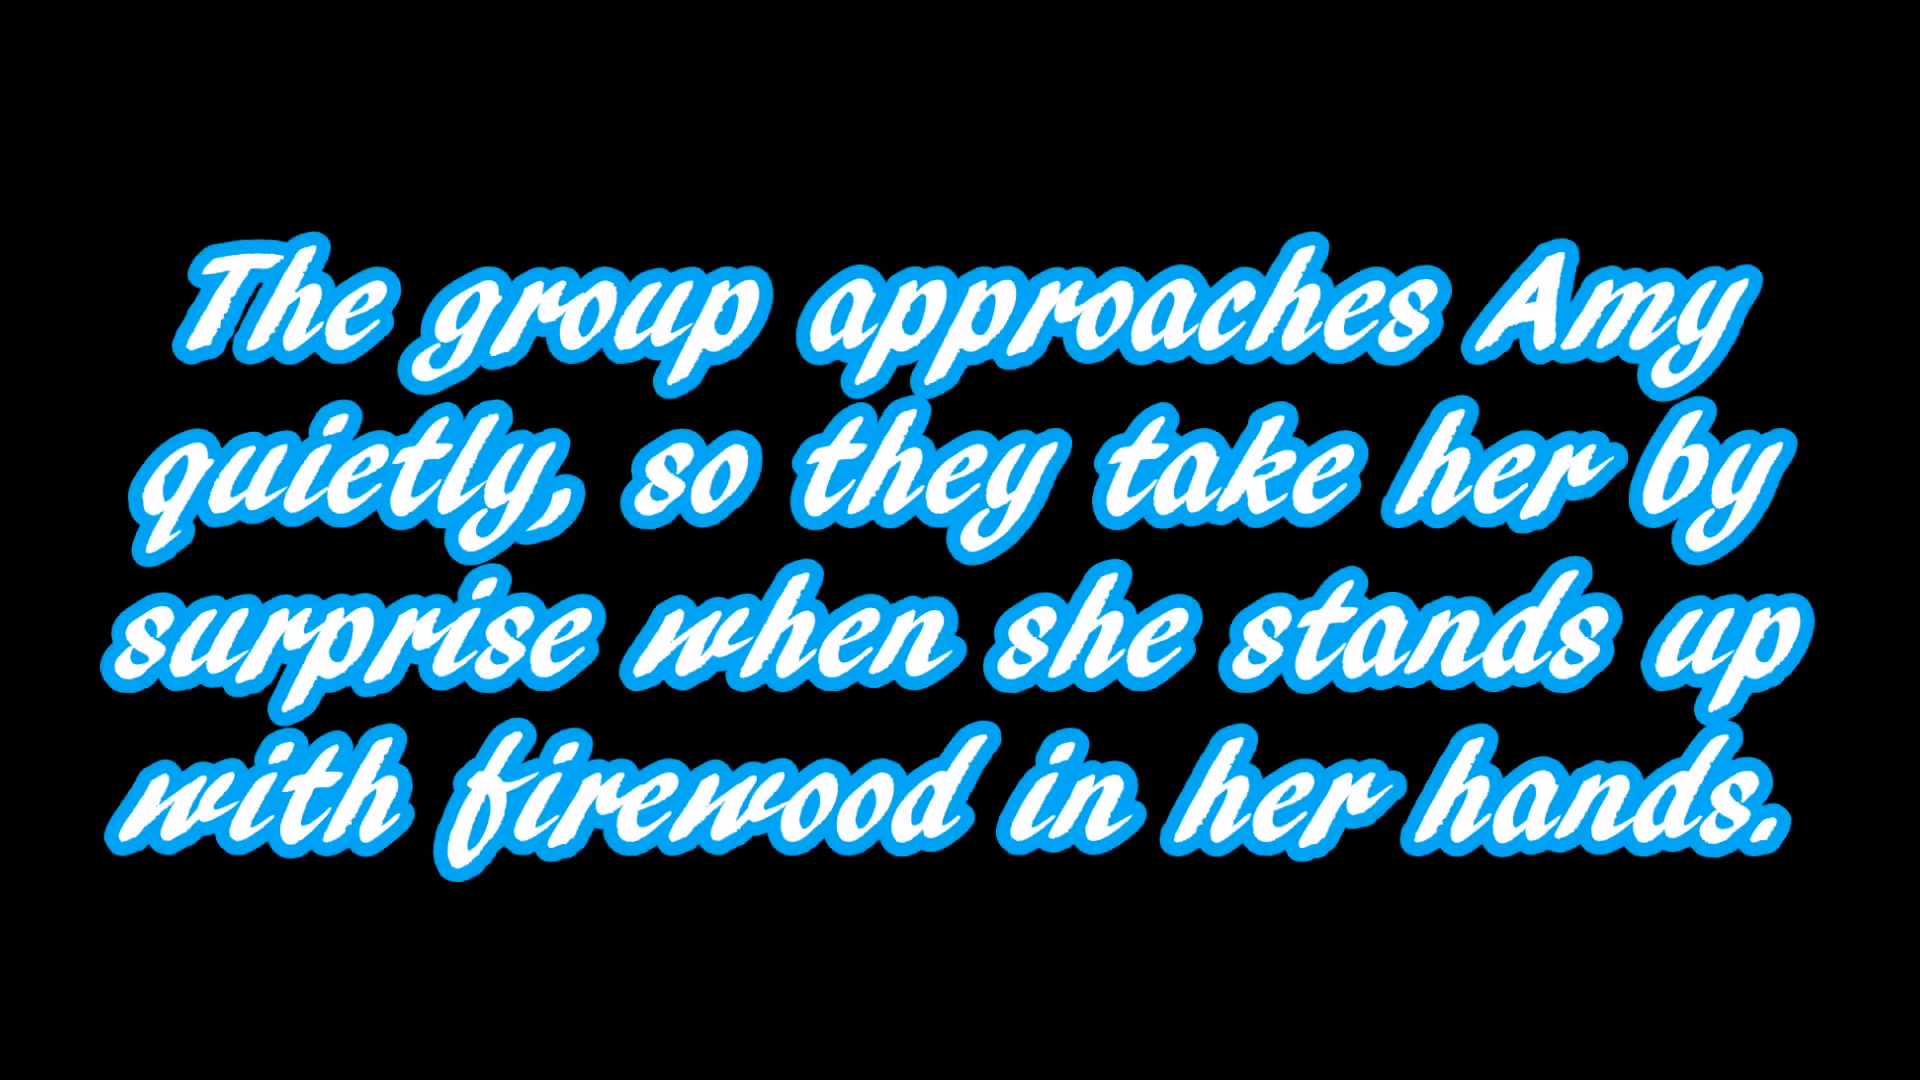 The group approaches Amy
quietly, so they take her by
surprise when she stands up
with firewood in her hands.